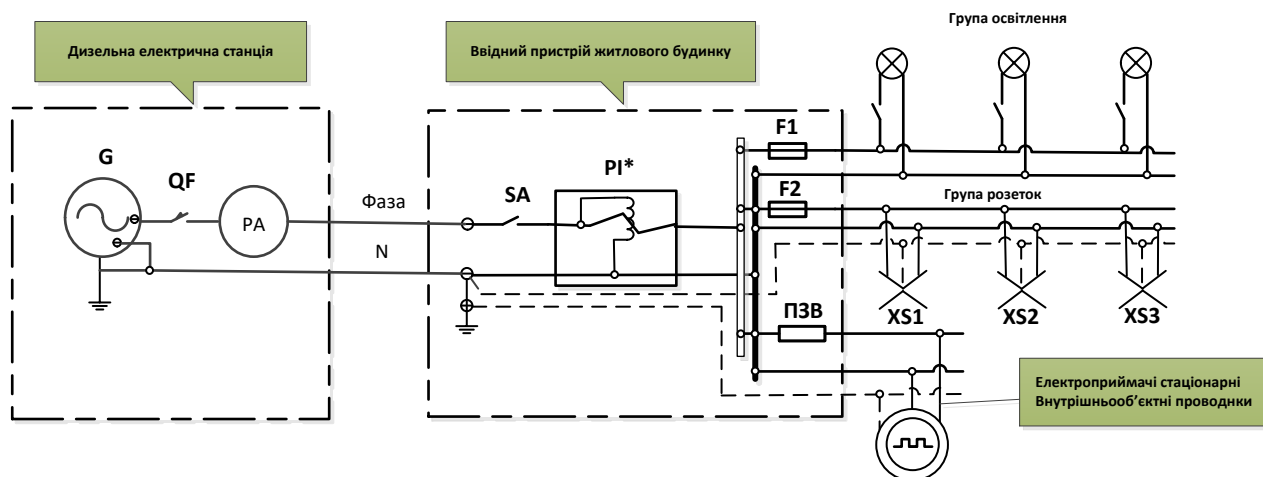 Група освітлення
Дизельна електрична станція
Ввідний пристрій житлового будинку
F1
G
QF
PI*
SA
F2
Фаза
Група розеток
PA
N
XS1
XS2
XS3
ПЗВ
Електроприймачі стаціонарні
Внутрішньооб’єктні проводнки